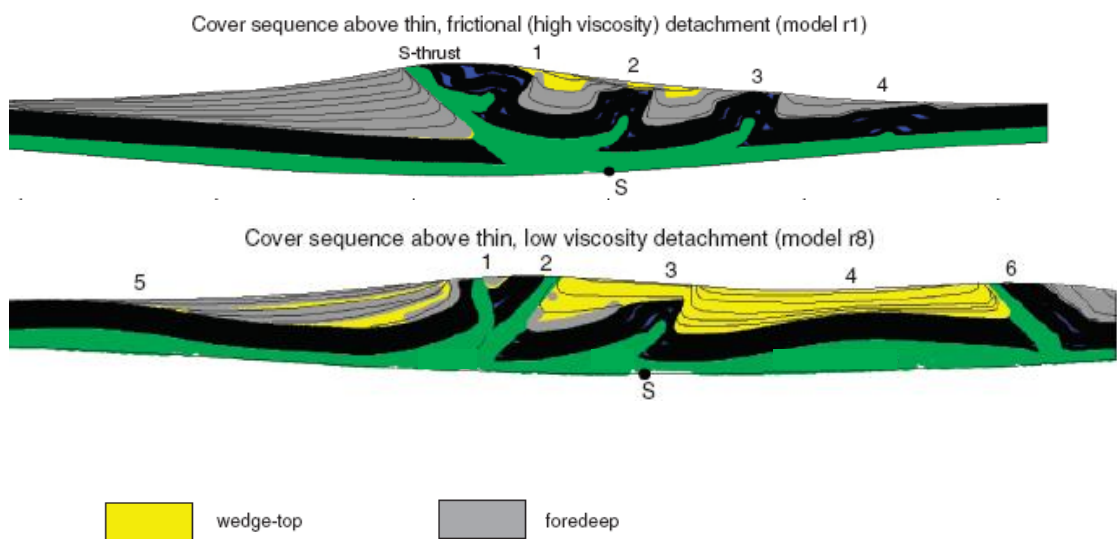 Cover sequence above thin, frictional (high viscosity) detachment (model r1)
S-thrust 1 2 3 4
S
Cover sequence above thin, low viscosity detachment (model r8)
5 1 2 3 4 6
S
wedge-top foredeep